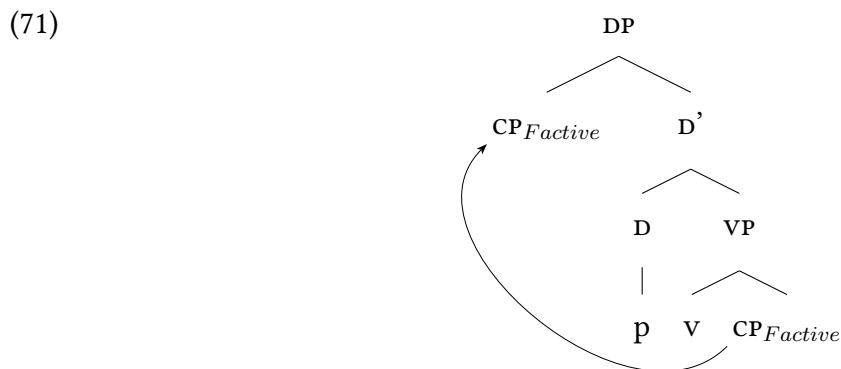 (71)
DP
CP_Factive D'
D VP
p V CP_Factive